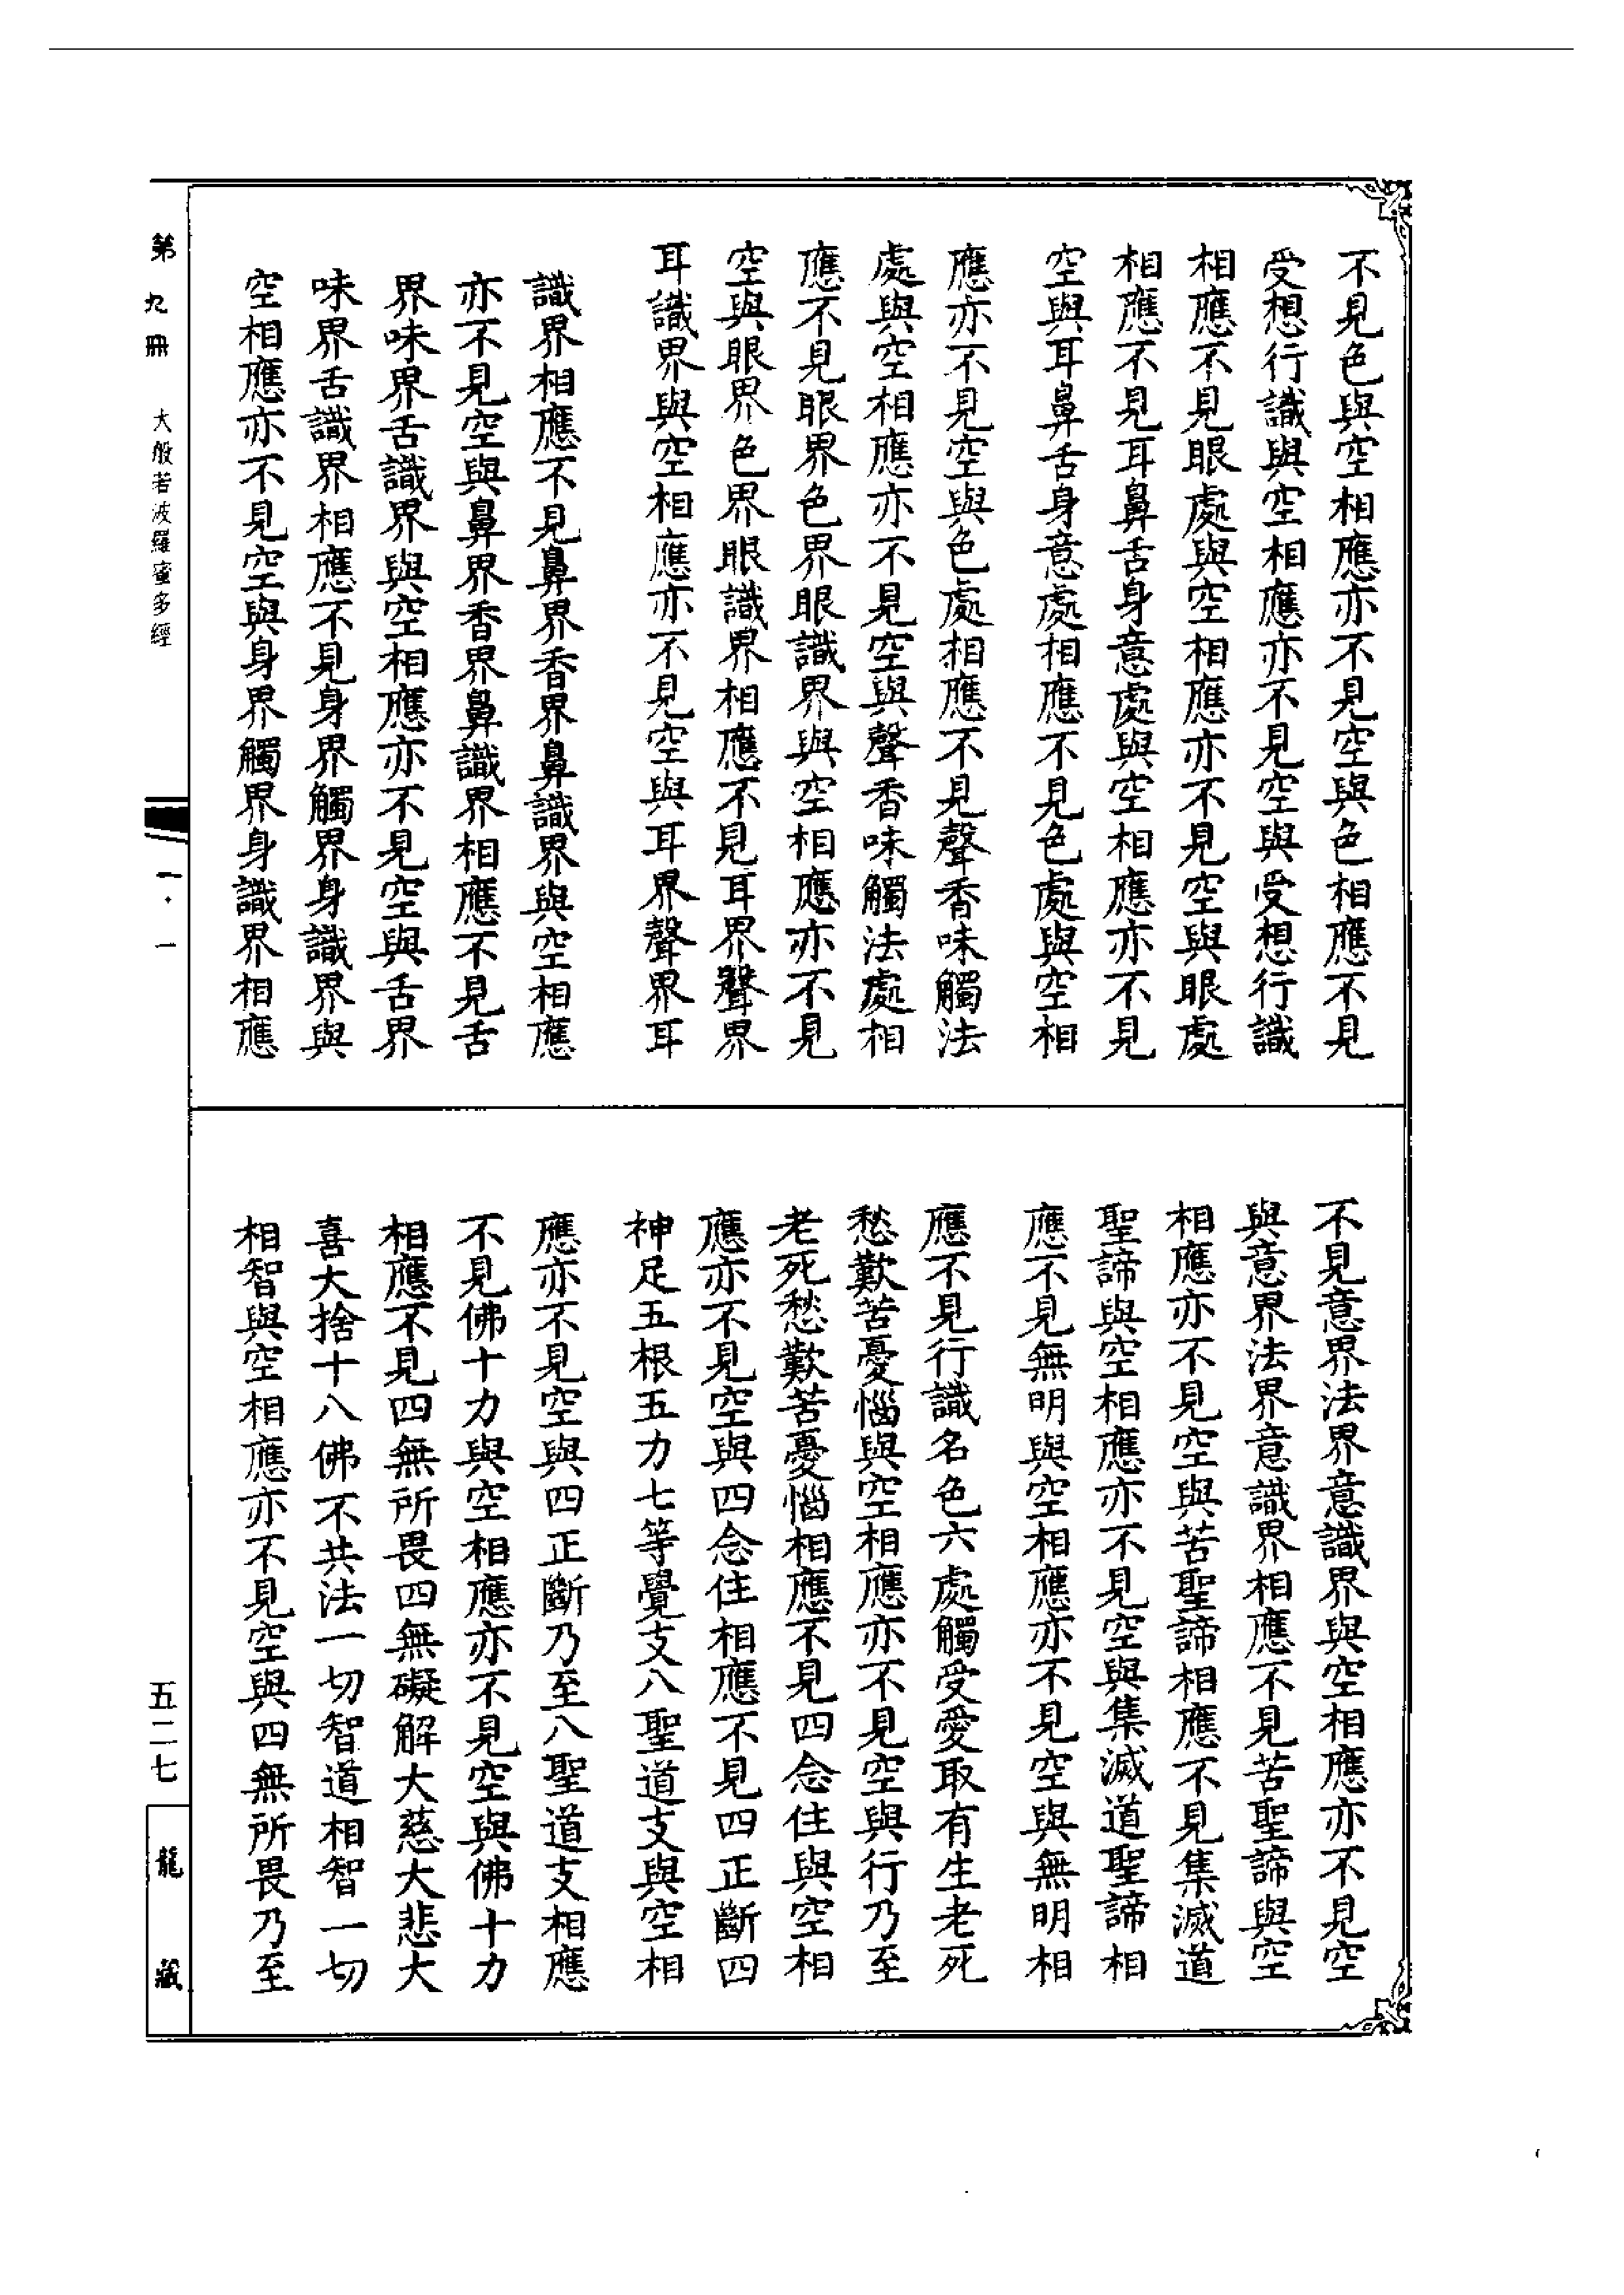 不見色與空相應亦不見空與色相應不見
受想行識與空相應亦不見空與受想行識
相應不見眼處與空相應亦不見空與眼處
相應不見耳鼻舌身意處與空相應亦不見
空與耳鼻舌身意處相應不見色處與空相
應亦不見空與色處相應不見聲香味觸法
處與空相應亦不見空與聲香味觸法處相
應不見眼界色界眼識界與空相應亦不見
空與眼界色界眼識界相應不見耳界聲界
耳識界與空相應亦不見空與耳界聲界耳
識界相應不見鼻界香界鼻識界與空相應
亦不見空與鼻界香界鼻識界相應不見舌
界味界舌識界與空相應亦不見空與舌界
味界舌識界相應不見身界觸界身識界與
空相應亦不見空與身界觸界身識界相應
不見意界法界意識界與空相應亦不見空
與意界法界意識界相應不見苦聖諦與空
相應亦不見空與苦聖諦相應不見集滅道
聖諦與空相應亦不見空與集滅道聖諦相
應不見無明與空相應亦不見空與無明相
應不見行識名色六處觸受愛取有生老死
愁歎苦憂惱與空相應亦不見空與行乃至
老死愁歎苦憂惱相應不見四念住與空相
應亦不見空與四念住相應不見四正斷四
神足五根五力七等覺支八聖道支與空相
應亦不見空與四正斷乃至八聖道支相應
不見佛十力與空相應亦不見空與佛十力
相應不見四無所畏四無礙解大慈大悲大
喜大捨十八佛不共法一切智道相智一切
相智與空相應亦不見空與四無所畏乃至
第九冊 大般若波羅蜜多經
一·一
五二七
龍藏